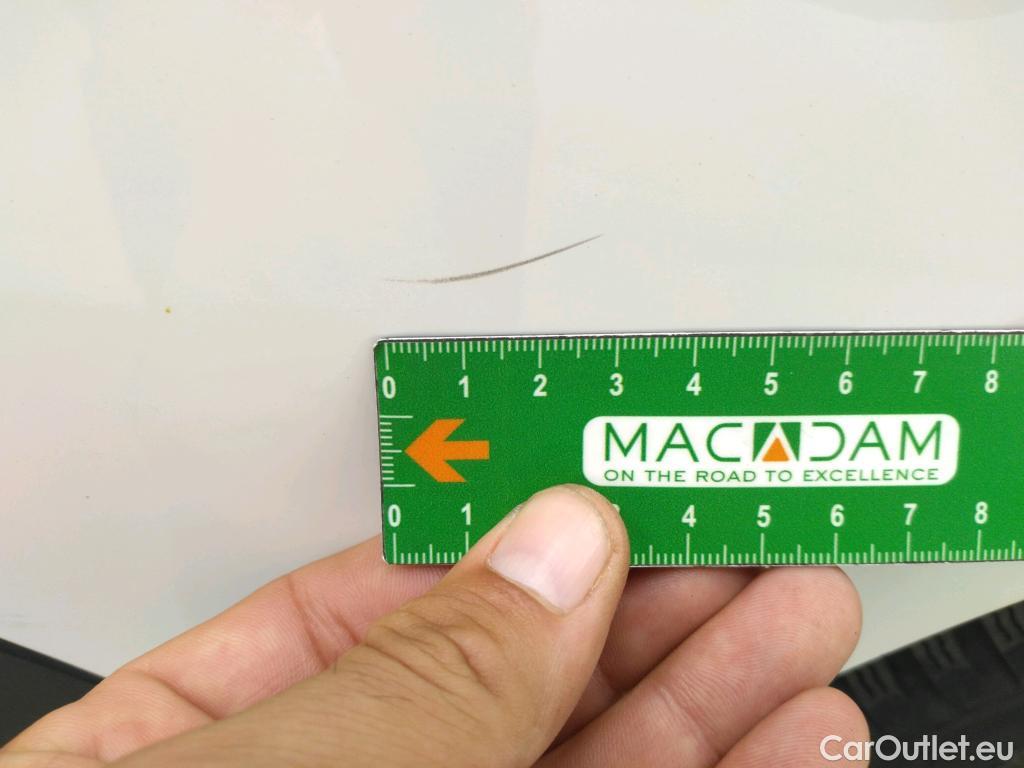 0 1 2 3 4 5 6 7 8
MACADAM
ON THE ROAD TO EXCELLENCE
0 1 4 5 6 7 8
CarOutlet.eu